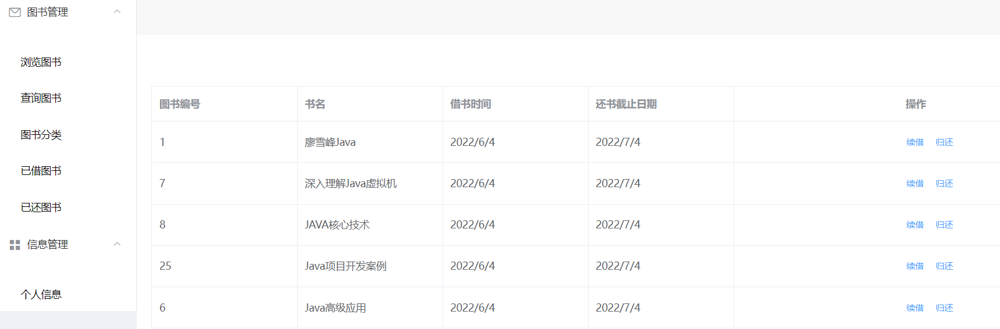 图书管理
浏览图书
查询图书
图书分类
已借图书
已还图书
信息管理
个人信息
图书编号 书名 借书时间 还书截止日期 操作
1 廖雪峰Java 2022/6/4 2022/7/4 续借 归还
7 深入理解Java虚拟机 2022/6/4 2022/7/4 续借 归还
8 JAVA核心技术 2022/6/4 2022/7/4 续借 归还
25 Java项目开发案例 2022/6/4 2022/7/4 续借 归还
6 Java高级应用 2022/6/4 2022/7/4 续借 归还